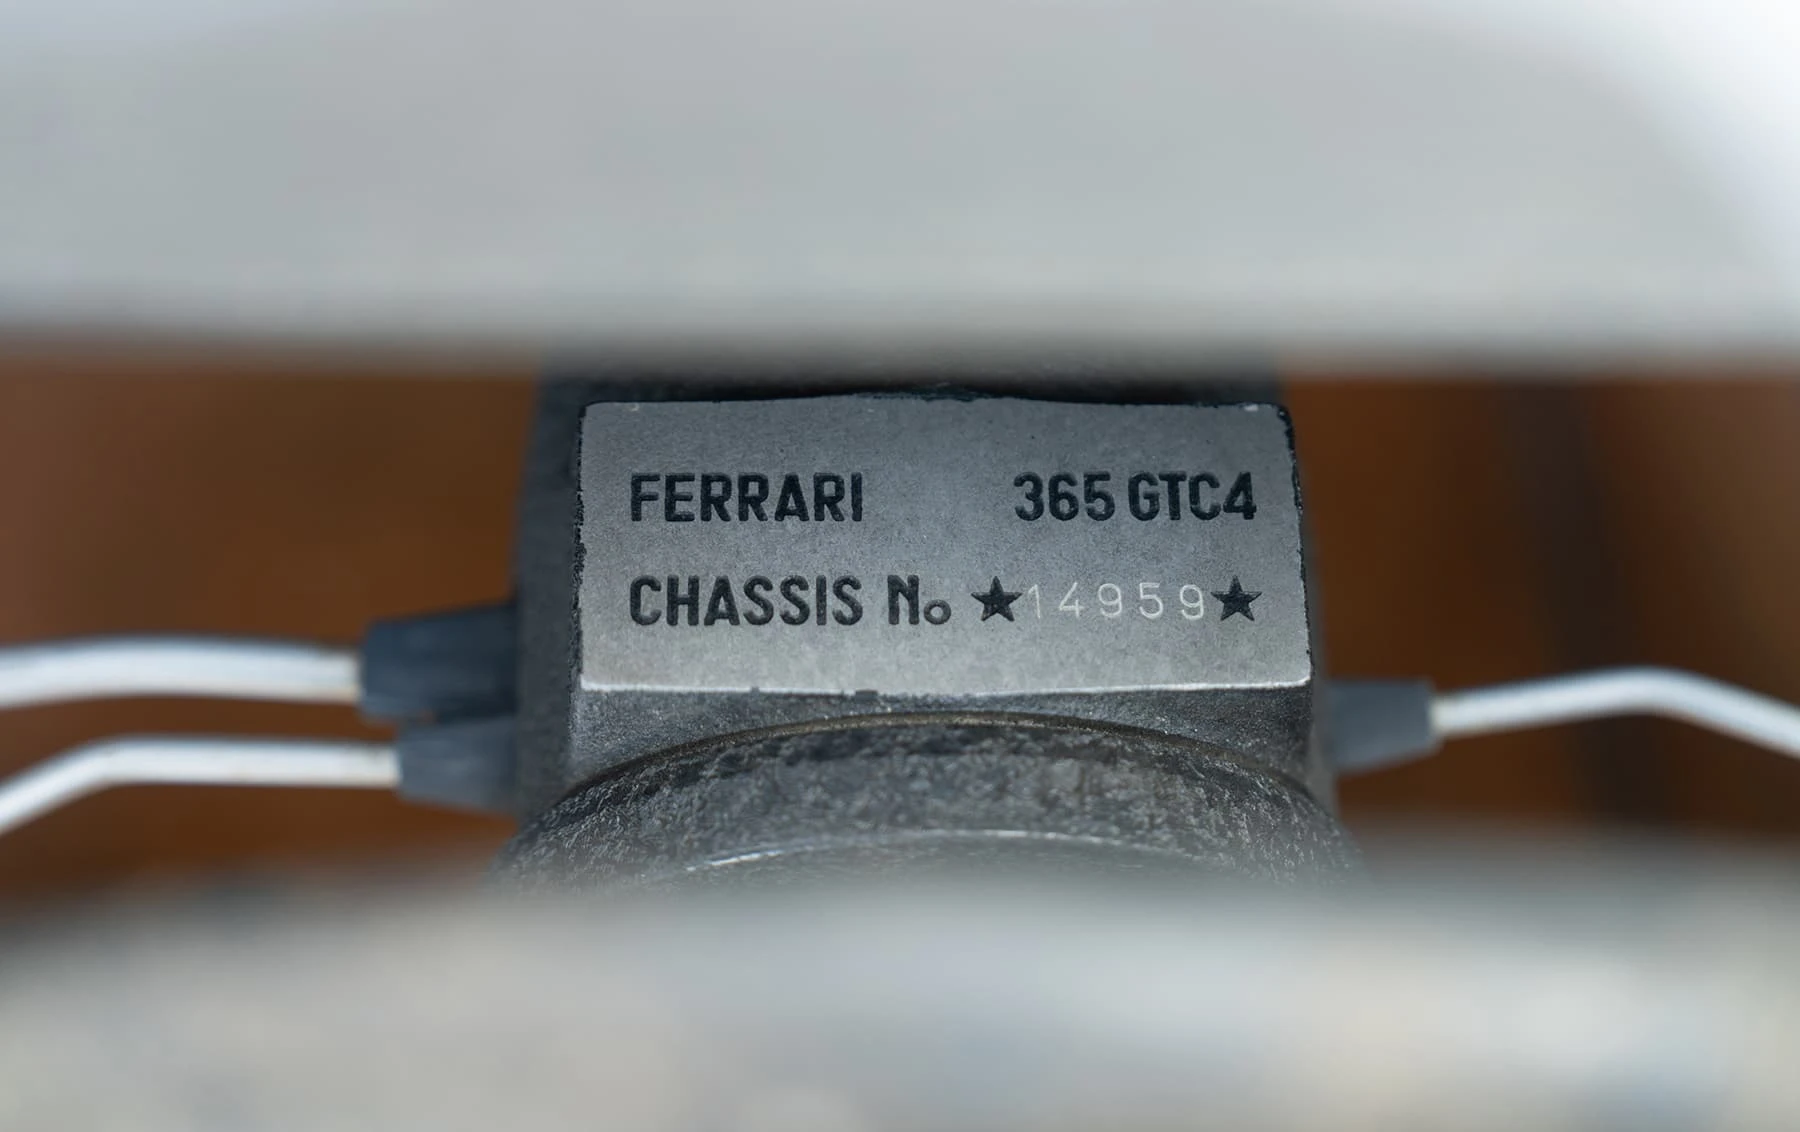 FERRARI 365 GTC4
CHASSIS No ★14959★